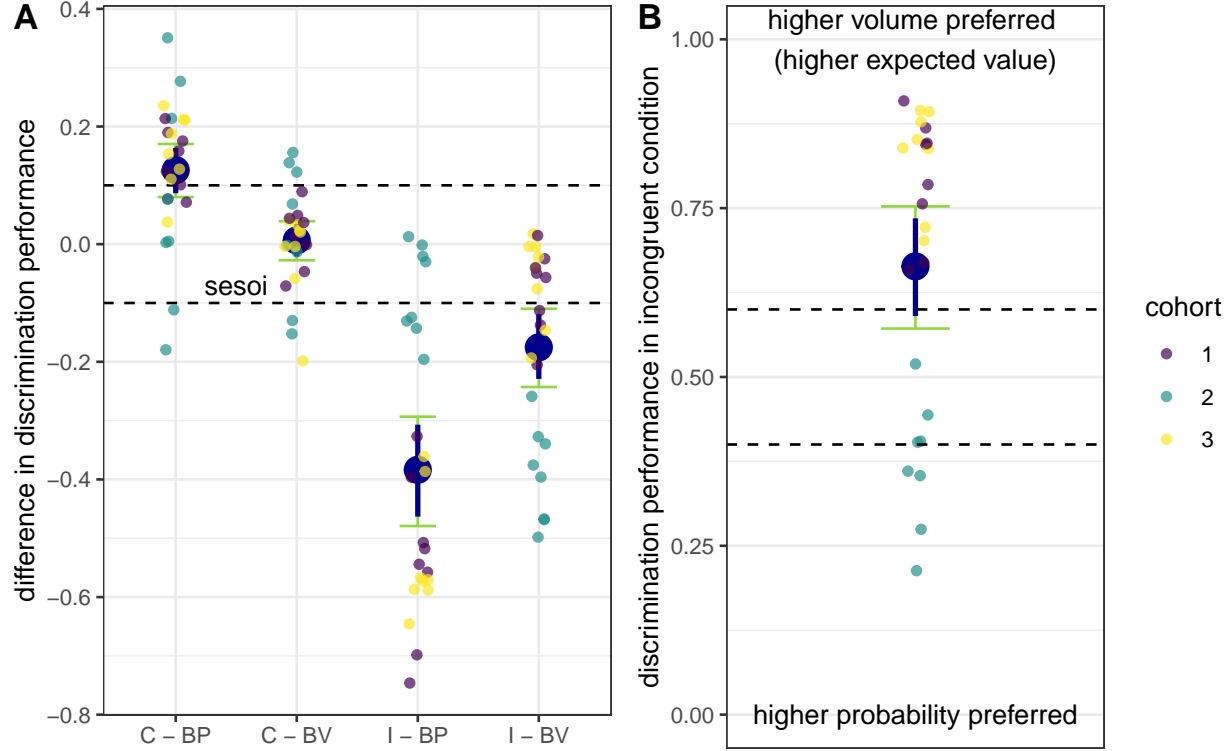 A
difference in discrimination performance
0.4
0.2
0.0
−0.2
−0.4
−0.6
−0.8
sesoi
C − BP
C − BV
I − BP
I − BV
B
discrimination performance in incongruent condition
1.00
0.75
0.50
0.25
0.00
higher volume preferred
(higher expected value)
higher probability preferred
cohort
1
2
3